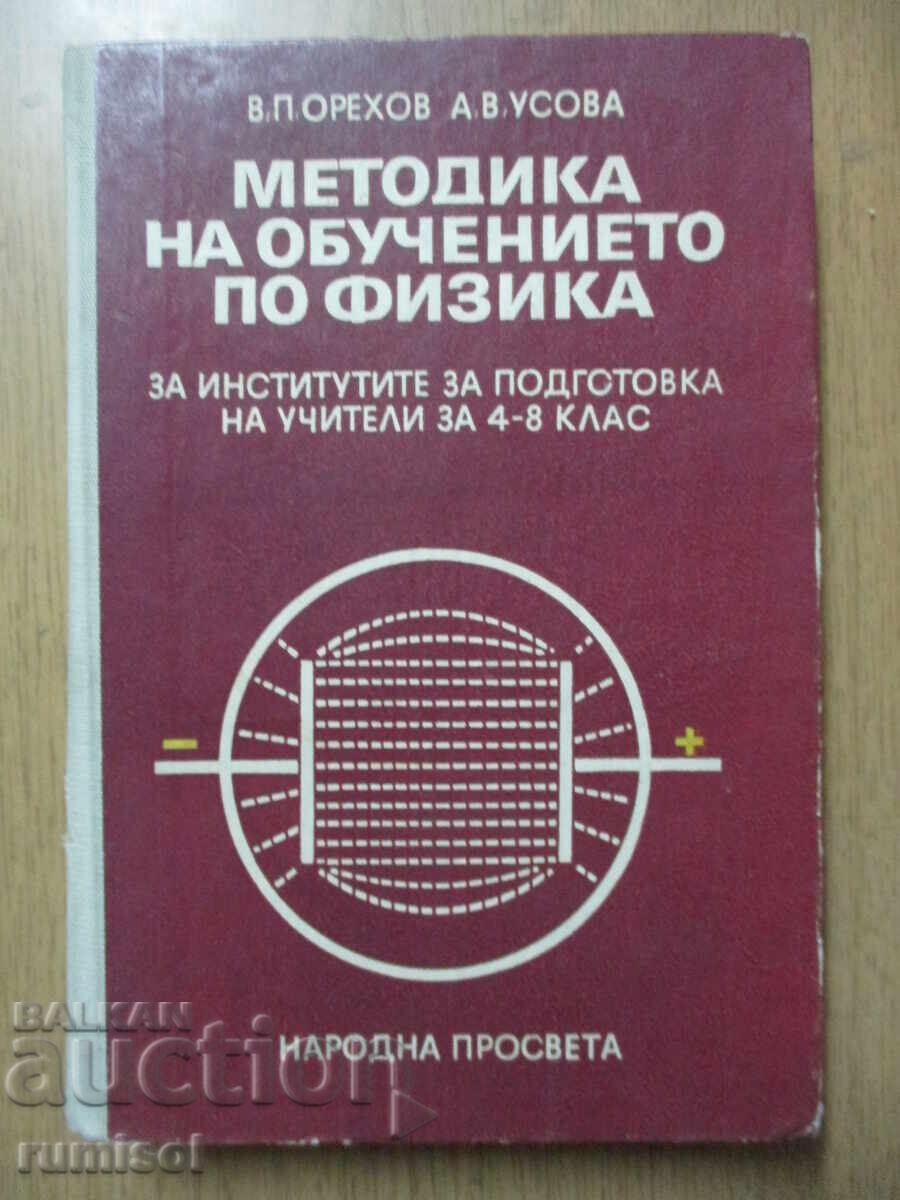 В. П. ОРЕХОВ А. В. УСОВА
МЕТОДИКА
НА ОБУЧЕНИЕТО
ПО ФИЗИКА
ЗА ИНСТИТУТИТЕ ЗА ПОДГОТОВКА
НА УЧИТЕЛИ ЗА 4-8 КЛАС
- +
НАРОДНА ПРОСВЕТА
BALKAN
auction
rumisol